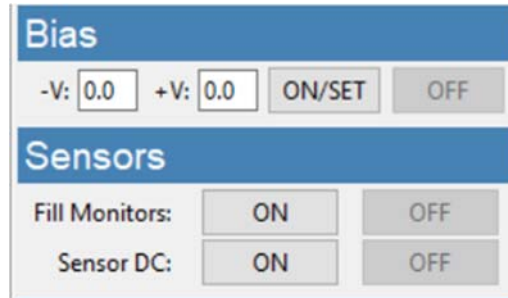 Bias
-V: 0.0 +V: 0.0 ON/SET OFF
Sensors
Fill Monitors: ON OFF
Sensor DC: ON OFF